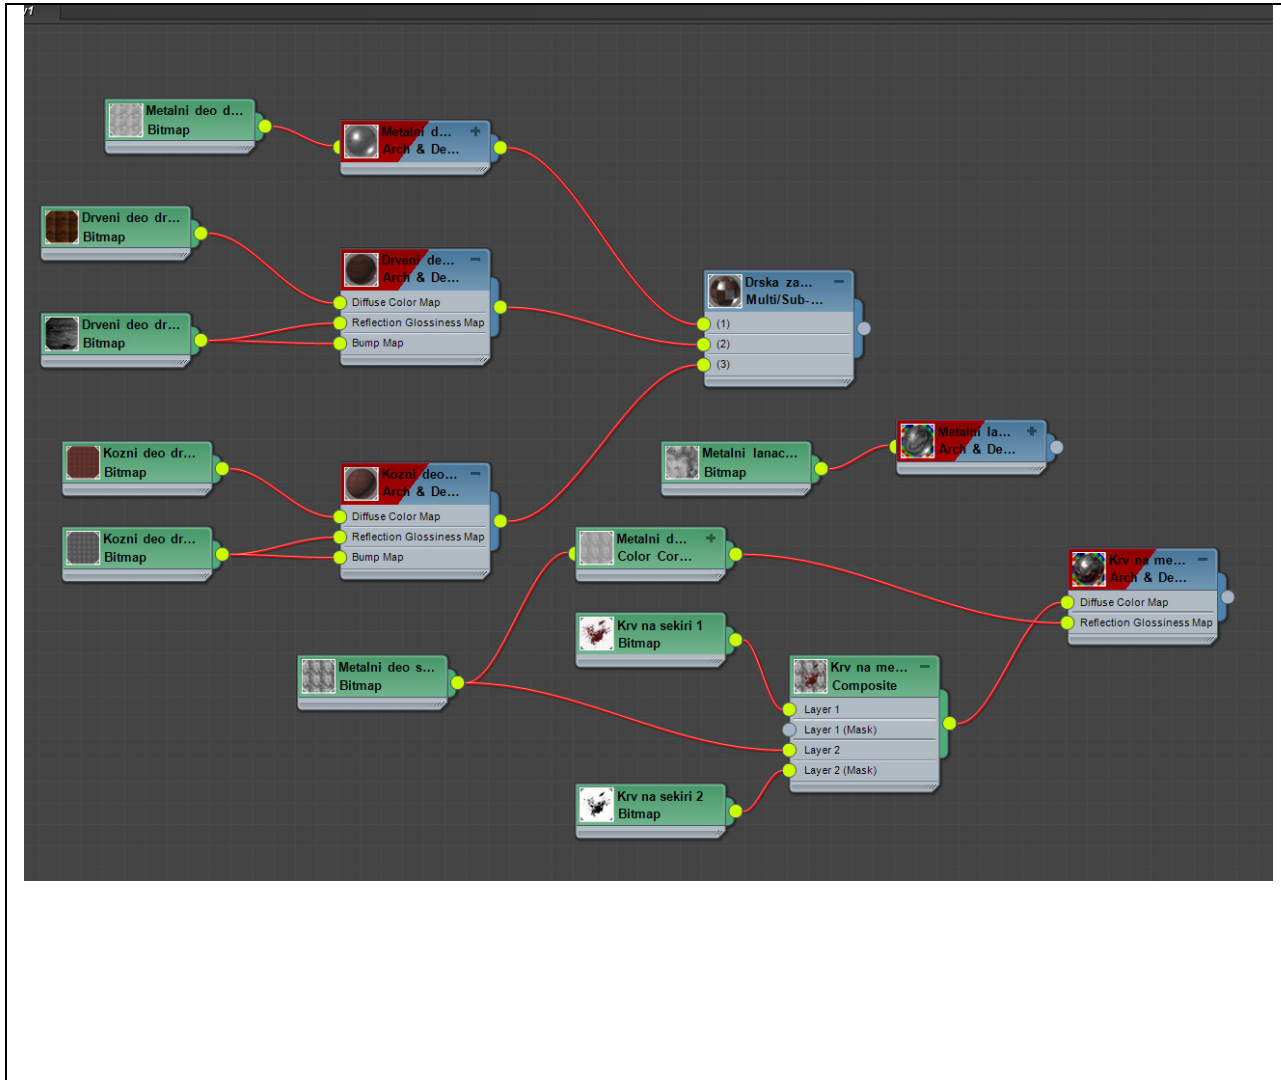 Metalni deo d...
Bitmap
Metalni d...
Arch & De...
Drveni deo dr...
Bitmap
Drveni de...
Arch & De...
Diffuse Color Map
Reflection Glossiness Map
Bump Map
Drveni deo dr...
Bitmap
Drska za...
Multi/Sub-...
(1)
(2)
(3)
Kozni deo dr...
Bitmap
Kozni deo...
Arch & De...
Diffuse Color Map
Reflection Glossiness Map
Bump Map
Kozni deo dr...
Bitmap
Metalni lanac...
Bitmap
Metalni la...
Arch & De...
Metalni d...
Color Cor...
Krv na me...
Arch & De...
Diffuse Color Map
Reflection Glossiness Map
Krv na sekiri 1
Bitmap
Metalni deo s...
Bitmap
Krv na me...
Composite
Layer 1
Layer 1 (Mask)
Layer 2
Layer 2 (Mask)
Krv na sekiri 2
Bitmap